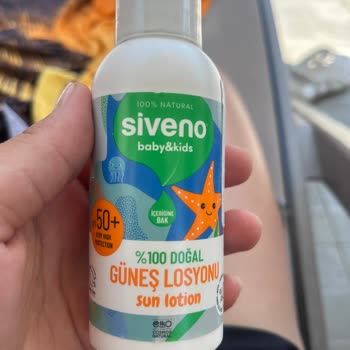 100% NATURAL
siveno
baby&kids
İÇERİĞİNE
BAK
50+
VERY HIGH
PROTECTION
%100 DOĞAL
GÜNEŞ LOSYONU
sun lotion